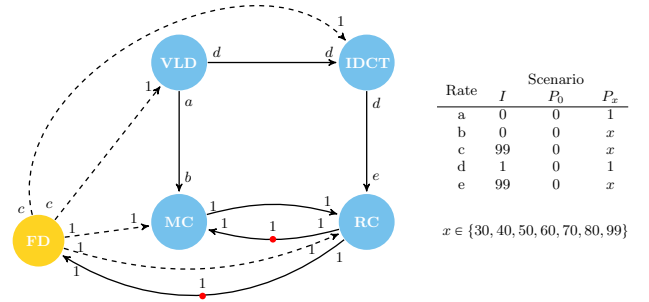 1
VLD
d
d
IDCT
1
a
d
c
c
b
e
1
1
1
1
1
1
MC
RC
1
1
FD
1
1
1
1
1
1
Scenario
Rate I P₀ Pₓ
a 0 0 1
b 0 0 x
c 99 0 x
d 1 0 1
e 99 0 x
x ∈ {30, 40, 50, 60, 70, 80, 99}